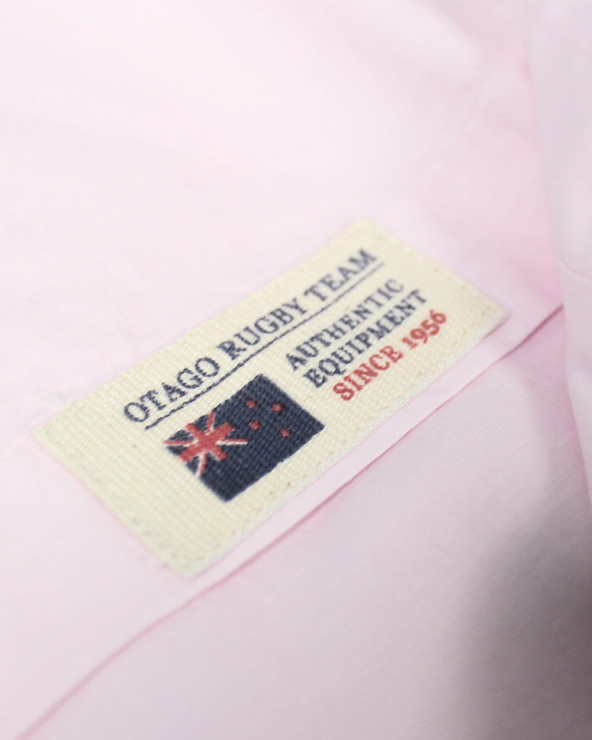 OTAGO RUGBY TEAM
AUTHENTIC
EQUIPMENT
SINCE 1956